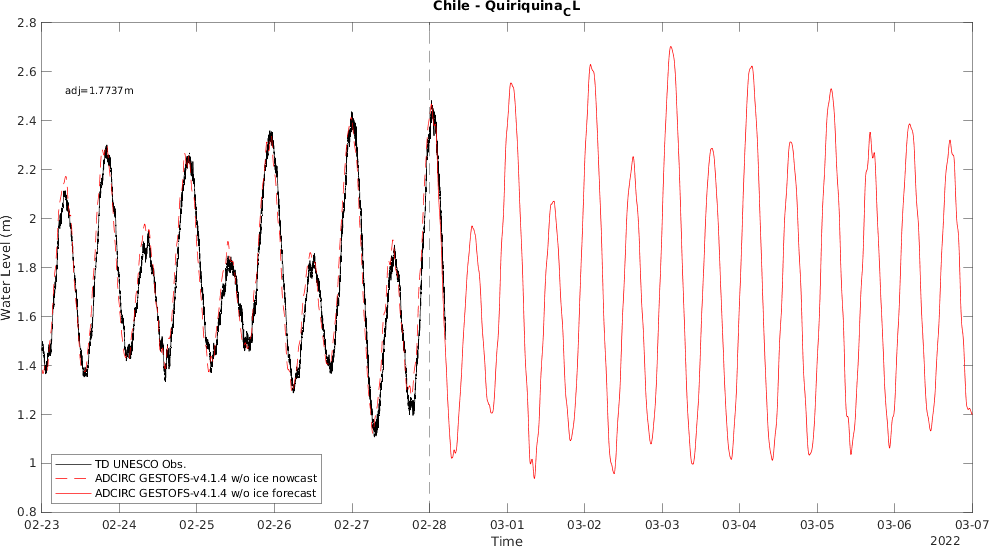 Chile - Quiriquina_CL
2.8
2.6
2.4
2.2
2
1.8
1.6
1.4
1.2
1
0.8
Water Level (m)
adj=1.7737m
TD UNESCO Obs.
ADCIRC GESTOFS-v4.1.4 w/o ice nowcast
ADCIRC GESTOFS-v4.1.4 w/o ice forecast
02-23 02-24 02-25 02-26 02-27 02-28 03-01 03-02 03-03 03-04 03-05 03-06 03-07
Time
2022